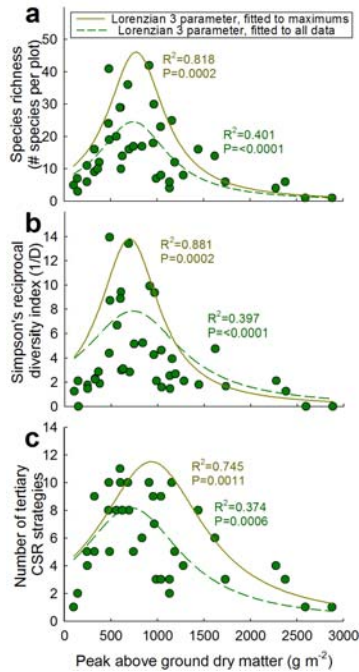 a
Lorenzian 3 parameter, fitted to maximums
Lorenzian 3 parameter, fitted to all data
60
50
40
30
20
10
0
Species richness
(# species per plot)
R²=0.818
P=0.0002
R²=0.401
P=<0.0001
b
16
14
12
10
8
6
4
2
0
Simpson's reciprocal
diversity index (1/D)
R²=0.881
P=0.0002
R²=0.397
P=<0.0001
c
14
12
10
8
6
4
2
0
Number of tertiary
CSR strategies
R²=0.745
P=0.0011
R²=0.374
P=0.0006
0 500 1000 1500 2000 2500 3000
Peak above ground dry matter (g m⁻²)